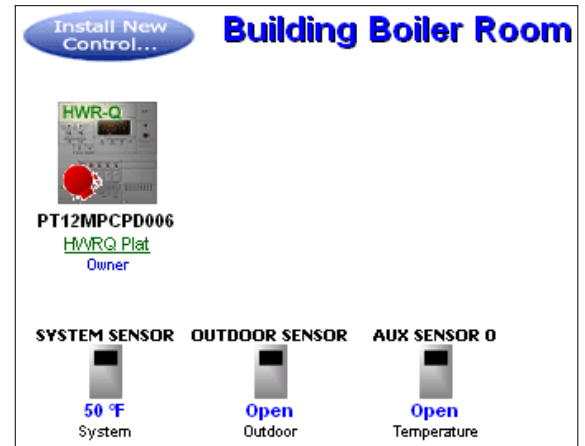 Install New
Control...
Building Boiler Room
HWR-Q
PT12MPCPD006
HWRQ Plat
Owner
SYSTEM SENSOR OUTDOOR SENSOR AUX SENSOR 0
50 °F Open Open
System Outdoor Temperature